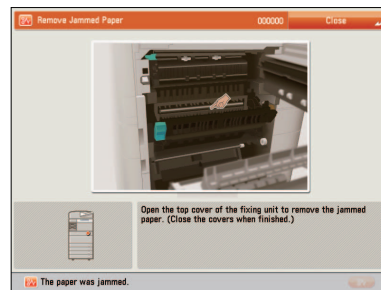 Remove Jammed Paper
000000
Close
Open the top cover of the fixing unit to remove the jammed
paper. (Close the covers when finished.)
The paper was jammed.